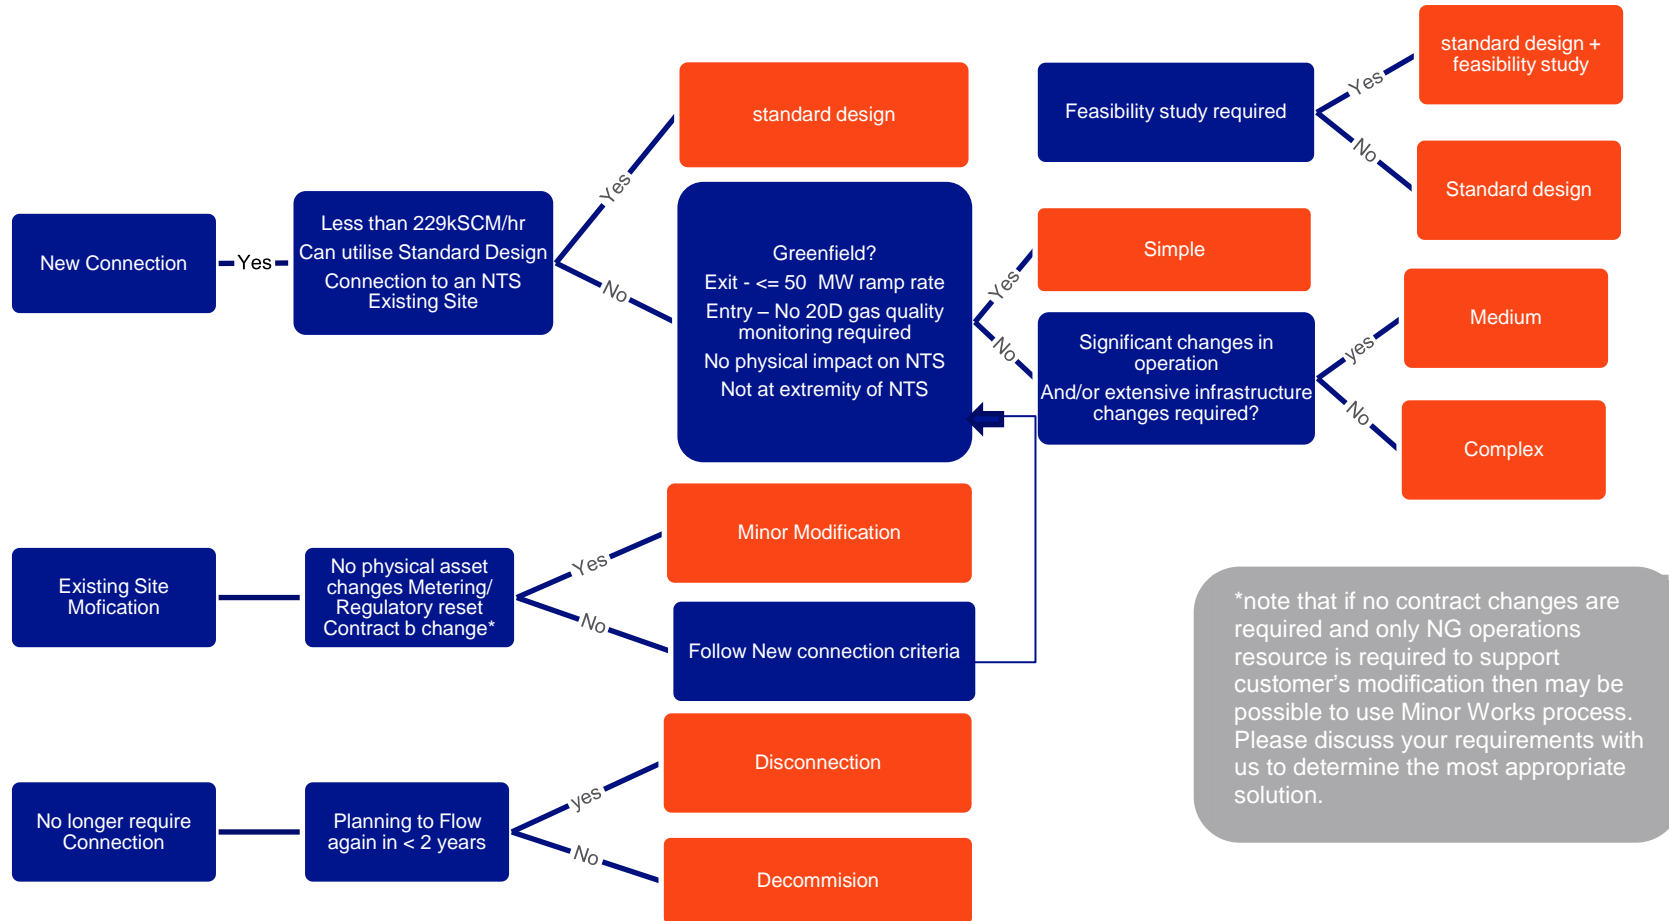 New Connection
Yes
Less than 229kSCM/hr
Can utilise Standard Design
Connection to an NTS
Existing Site
Yes
No
standard design
Greenfield?
Exit - <= 50 MW ramp rate
Entry – No 20D gas quality
monitoring required
No physical impact on NTS
Not at extremity of NTS
Yes
No
Feasibility study required
Yes
No
standard design +
feasibility study
Standard design
Simple
Significant changes in
operation
And/or extensive infrastructure
changes required?
yes
No
Medium
Complex
Existing Site
Mofication
No physical asset
changes Metering/
Regulatory reset
Contract b change*
Yes
No
Minor Modification
Follow New connection criteria
No longer require
Connection
Planning to Flow
again in < 2 years
yes
No
Disconnection
Decommision
*note that if no contract changes are
required and only NG operations
resource is required to support
customer’s modification then may be
possible to use Minor Works process.
Please discuss your requirements with
us to determine the most appropriate
solution.